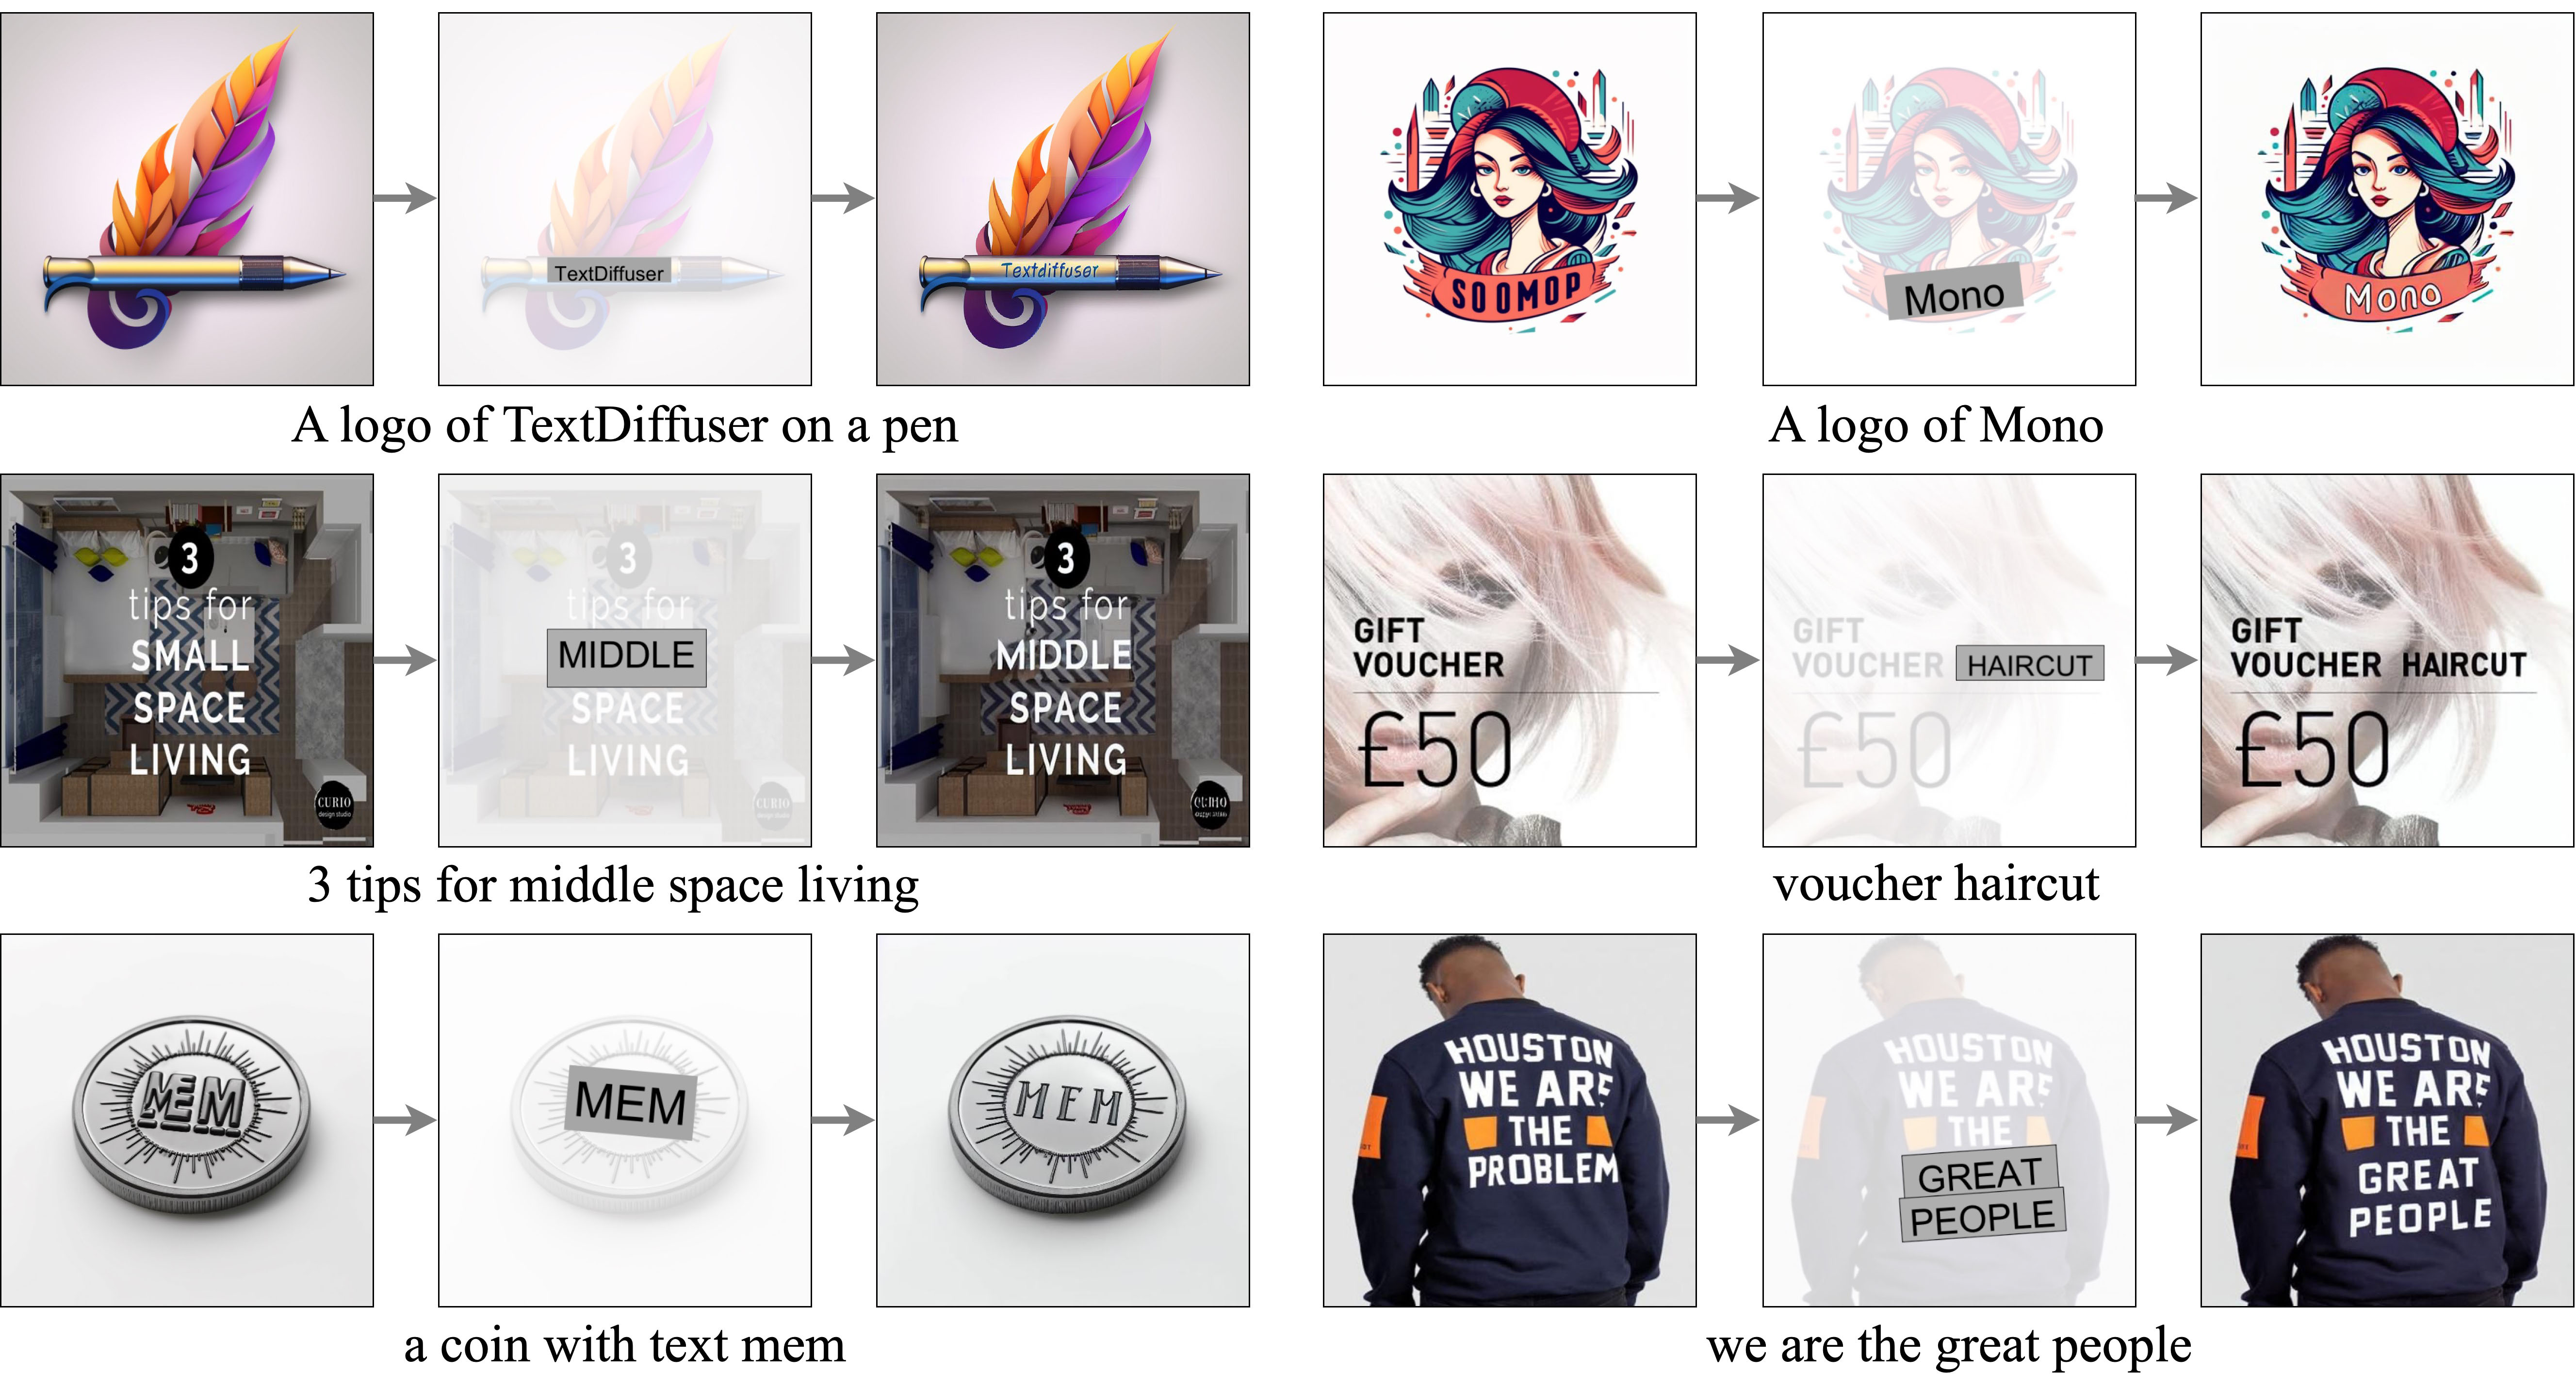 TextDiffuser
Textdiffuser
A logo of TextDiffuser on a pen
SOOMOP
Mono
Mono
A logo of Mono
3
tips for
SMALL
SPACE
LIVING
CURIO
design studio
3
tips for
MIDDLE
SPACE
LIVING
CURIO
design studio
3
tips for
MIDDLE
SPACE
LIVING
3 tips for middle space living
GIFT
VOUCHER
£50
GIFT
VOUCHER HAIRCUT
£50
GIFT
VOUCHER HAIRCUT
£50
voucher haircut
MEM
MEM
MEM
a coin with text mem
HOUSTON
WE ARE
THE
PROBLEM
HOUSTON
WE ARE
THE
GREAT
PEOPLE
HOUSTON
WE ARE
THE
GREAT
PEOPLE
we are the great people